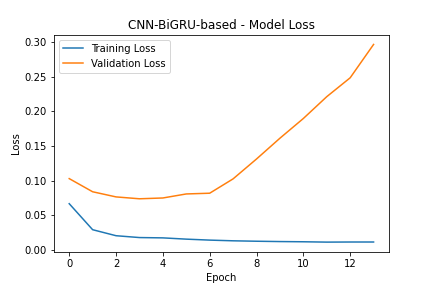 CNN-BiGRU-based - Model Loss
Training Loss
Validation Loss
0.30
0.25
0.20
0.15
0.10
0.05
0.00
Loss
0 2 4 6 8 10 12
Epoch